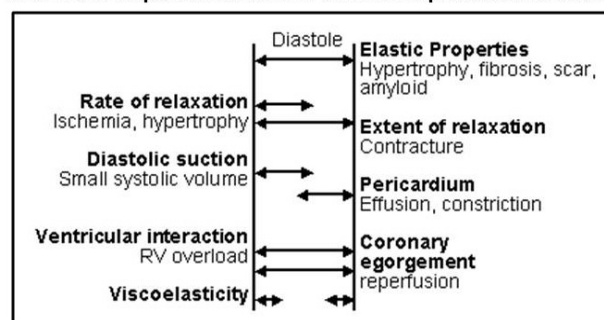 Diastole
Elastic Properties
Hypertrophy, fibrosis, scar,
amyloid
Rate of relaxation
Ischemia, hypertrophy
Extent of relaxation
Contracture
Diastolic suction
Small systolic volume
Pericardium
Effusion, constriction
Ventricular interaction
RV overload
Coronary
egorgement
reperfusion
Viscoelasticity